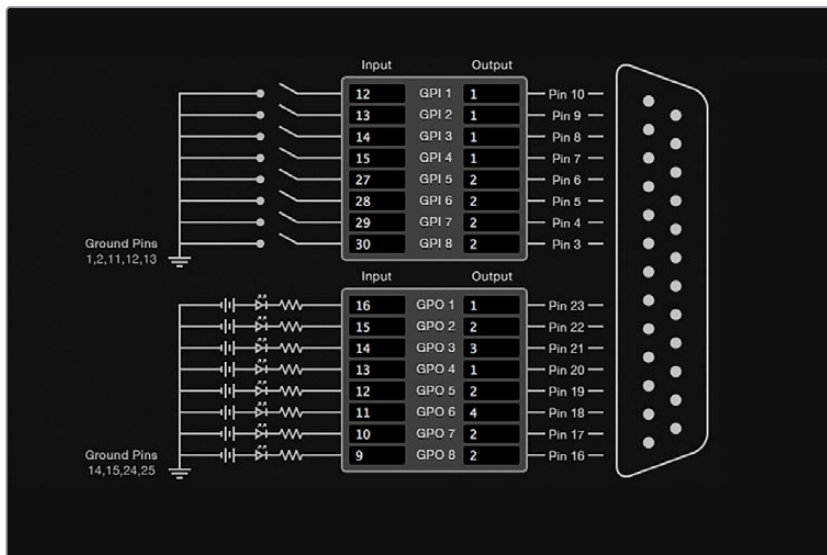 Input Output
12 GPI 1 1 Pin 10
13 GPI 2 1 Pin 9
14 GPI 3 1 Pin 8
15 GPI 4 1 Pin 7
27 GPI 5 2 Pin 6
28 GPI 6 2 Pin 5
29 GPI 7 2 Pin 4
30 GPI 8 2 Pin 3
Ground Pins
1,2,11,12,13
Input Output
16 GPO 1 1 Pin 23
15 GPO 2 2 Pin 22
14 GPO 3 3 Pin 21
13 GPO 4 1 Pin 20
12 GPO 5 2 Pin 19
11 GPO 6 4 Pin 18
10 GPO 7 2 Pin 17
9 GPO 8 2 Pin 16
Ground Pins
14,15,24,25